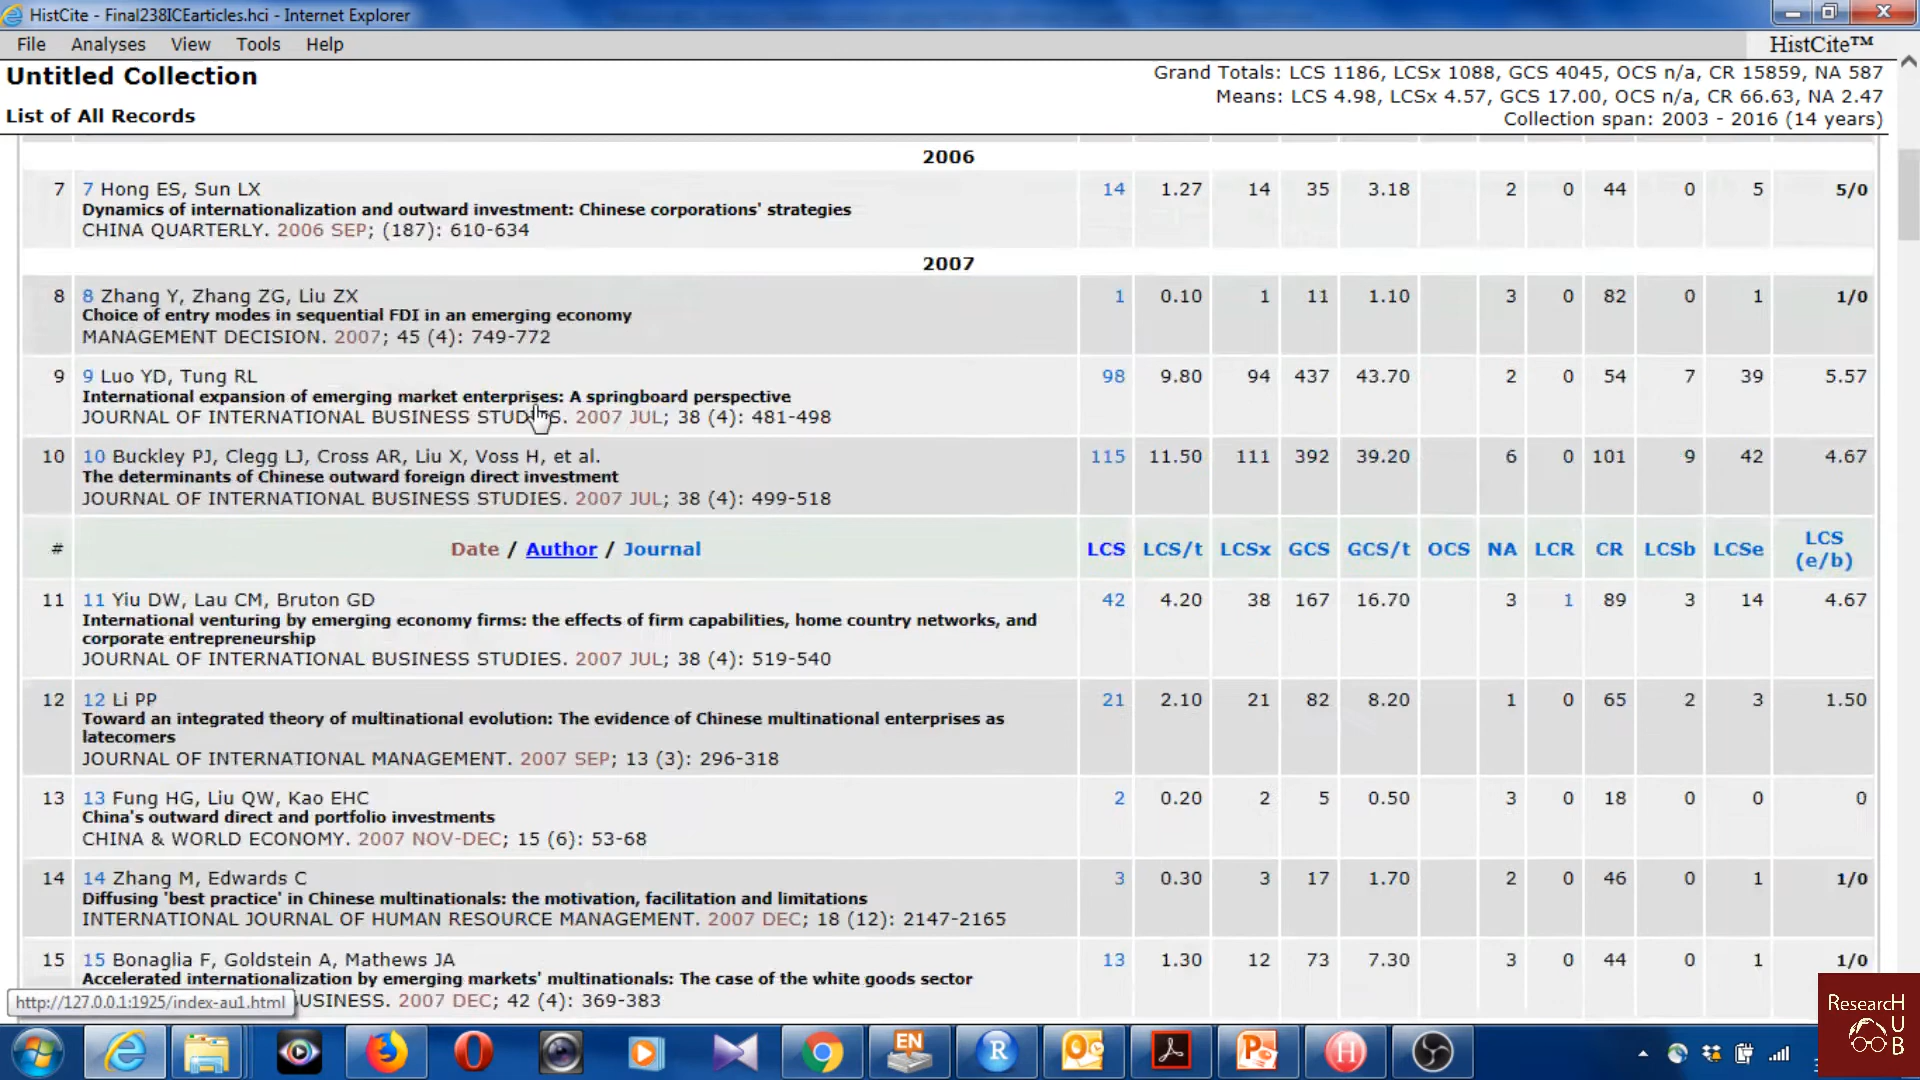 HistCite - Final238ICEarticles.hci - Internet Explorer
File Analyses View Tools Help HistCite™
Untitled Collection
Grand Totals: LCS 1186, LCSx 1088, GCS 4045, OCS n/a, CR 15859, NA 587
Means: LCS 4.98, LCSx 4.57, GCS 17.00, OCS n/a, CR 66.63, NA 2.47
List of All Records
Collection span: 2003 - 2016 (14 years)
2006
7 7 Hong ES, Sun LX 14 1.27 14 35 3.18 2 0 44 0 5 5/0
Dynamics of internationalization and outward investment: Chinese corporations' strategies
CHINA QUARTERLY. 2006 SEP; (187): 610-634
2007
8 8 Zhang Y, Zhang ZG, Liu ZX 1 0.10 1 11 1.10 3 0 82 0 1 1/0
Choice of entry modes in sequential FDI in an emerging economy
MANAGEMENT DECISION. 2007; 45 (4): 749-772
9 9 Luo YD, Tung RL 98 9.80 94 437 43.70 2 0 54 7 39 5.57
International expansion of emerging market enterprises: A springboard perspective
JOURNAL OF INTERNATIONAL BUSINESS STUDIES. 2007 JUL; 38 (4): 481-498
10 10 Buckley PJ, Clegg LJ, Cross AR, Liu X, Voss H, et al. 115 11.50 111 392 39.20 6 0 101 9 42 4.67
The determinants of Chinese outward foreign direct investment
JOURNAL OF INTERNATIONAL BUSINESS STUDIES. 2007 JUL; 38 (4): 499-518
# Date / Author / Journal LCS LCS/t LCSx GCS GCS/t OCS NA LCR CR LCSb LCSe LCS (e/b)
11 11 Yiu DW, Lau CM, Bruton GD 42 4.20 38 167 16.70 3 1 89 3 14 4.67
International venturing by emerging economy firms: the effects of firm capabilities, home country networks, and
corporate entrepreneurship
JOURNAL OF INTERNATIONAL BUSINESS STUDIES. 2007 JUL; 38 (4): 519-540
12 12 Li PP 21 2.10 21 82 8.20 1 0 65 2 3 1.50
Toward an integrated theory of multinational evolution: The evidence of Chinese multinational enterprises as
latecomers
JOURNAL OF INTERNATIONAL MANAGEMENT. 2007 SEP; 13 (3): 296-318
13 13 Fung HG, Liu QW, Kao EHC 2 0.20 2 5 0.50 3 0 18 0 0 0
China's outward direct and portfolio investments
CHINA & WORLD ECONOMY. 2007 NOV-DEC; 15 (6): 53-68
14 14 Zhang M, Edwards C 3 0.30 3 17 1.70 2 0 46 0 1 1/0
Diffusing 'best practice' in Chinese multinationals: the motivation, facilitation and limitations
INTERNATIONAL JOURNAL OF HUMAN RESOURCE MANAGEMENT. 2007 DEC; 18 (12): 2147-2165
15 15 Bonaglia F, Goldstein A, Mathews JA 13 1.30 12 73 7.30 3 0 44 0 1 1/0
Accelerated internationalization by emerging markets' multinationals: The case of the white goods sector
http://127.0.0.1:1925/index-au1.html USINESS. 2007 DEC; 42 (4): 369-383
ResearcH
U
B
EN
R